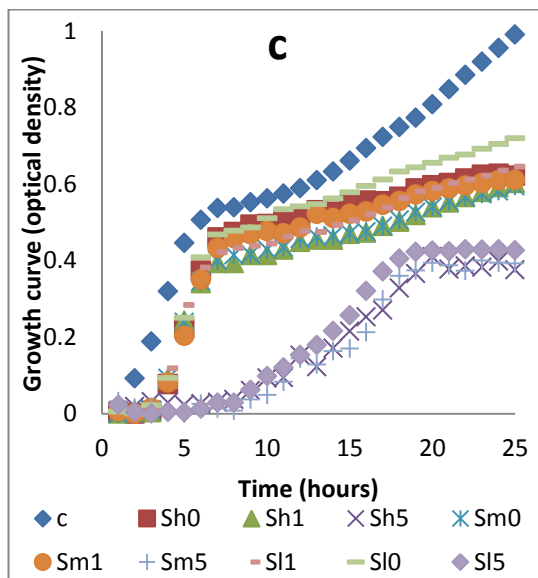 c
Growth curve (optical density)
1
0.8
0.6
0.4
0.2
0
0 5 10 15 20 25
Time (hours)
c Sh0 Sh1 Sh5 Sm0
Sm1 Sm5 Sl1 Sl0 Sl5